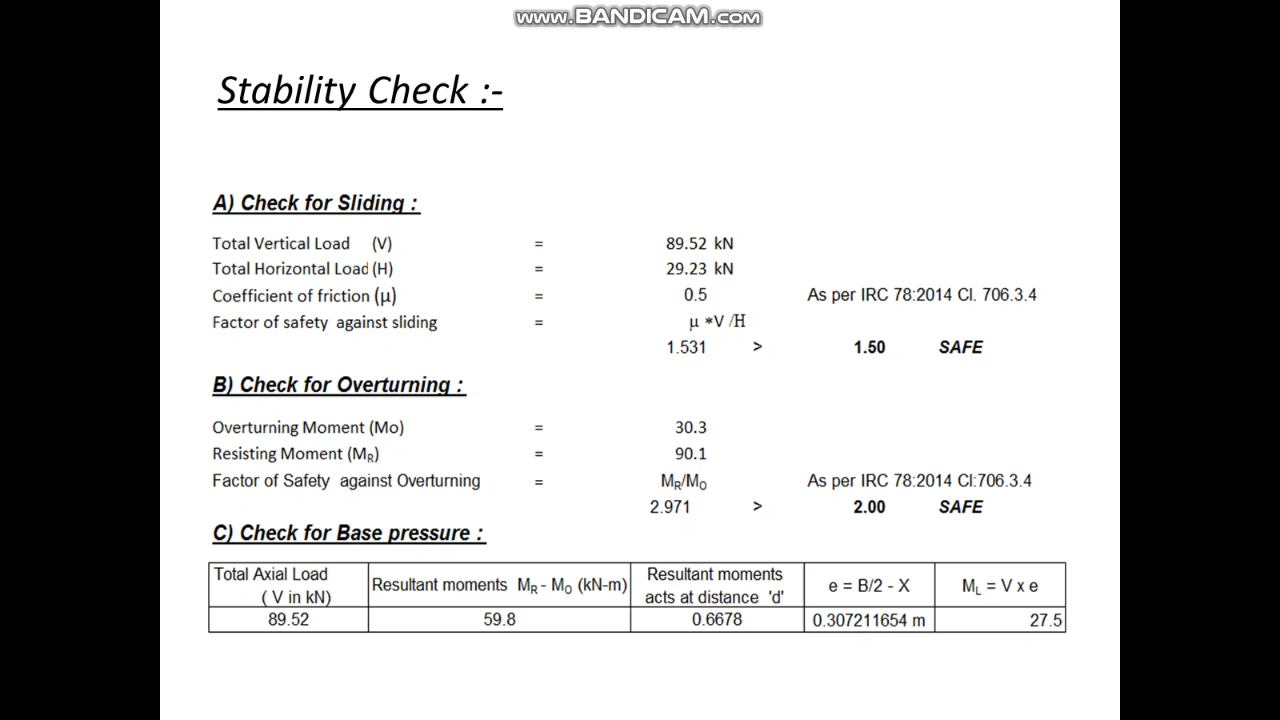 www.BANDICAM.com
Stability Check :-
A) Check for Sliding :
Total Vertical Load (V) = 89.52 kN
Total Horizontal Load (H) = 29.23 kN
Coefficient of friction (μ) = 0.5 As per IRC 78:2014 Cl. 706.3.4
Factor of safety against sliding = μ *V /H
1.531 > 1.50 SAFE
B) Check for Overturning :
Overturning Moment (Mo) = 30.3
Resisting Moment (MR) = 90.1
Factor of Safety against Overturning = MR/MO As per IRC 78:2014 Cl:706.3.4
2.971 > 2.00 SAFE
C) Check for Base pressure :
Total Axial Load ( V in kN) Resultant moments MR - MO (kN-m) Resultant moments acts at distance 'd' e = B/2 - X ML = V x e
89.52 59.8 0.6678 0.307211654 m 27.5